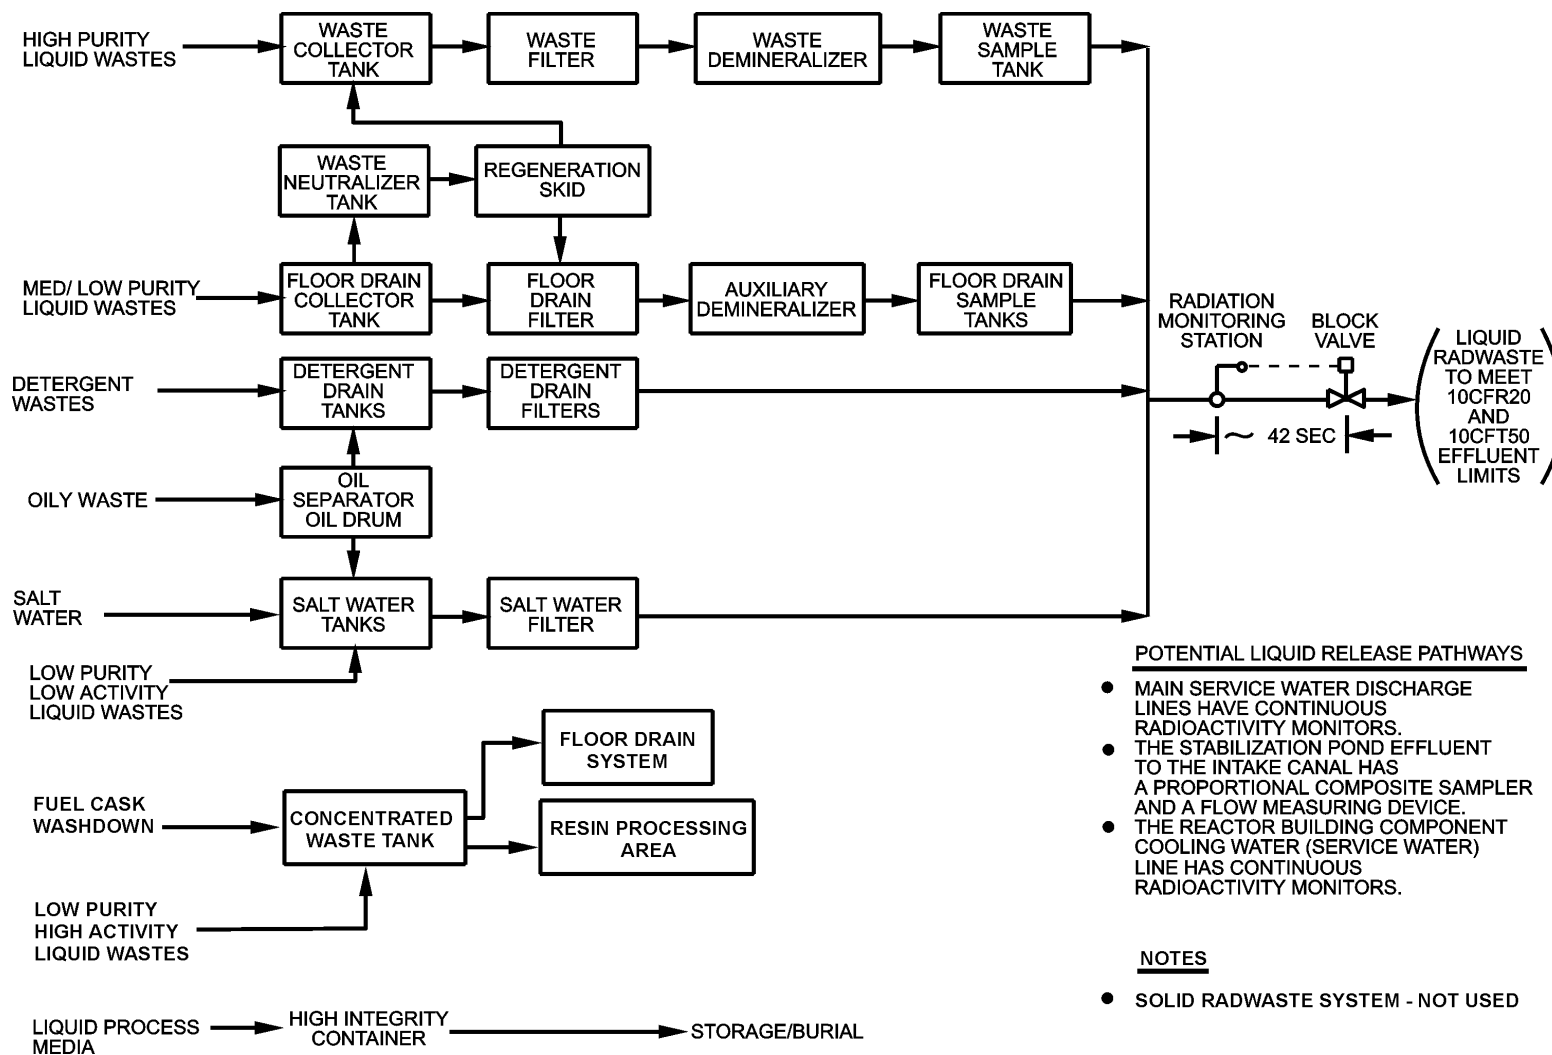 HIGH PURITY
LIQUID WASTES
WASTE
COLLECTOR
TANK
WASTE
FILTER
WASTE
DEMINERALIZER
WASTE
SAMPLE
TANK
WASTE
NEUTRALIZER
TANK
REGENERATION
SKID
MED/ LOW PURITY
LIQUID WASTES
FLOOR DRAIN
COLLECTOR
TANK
FLOOR
DRAIN
FILTER
AUXILIARY
DEMINERALIZER
FLOOR DRAIN
SAMPLE
TANKS
RADIATION
MONITORING
STATION
BLOCK
VALVE
LIQUID
RADWASTE
TO MEET
10CFR20
AND
10CFT50
EFFLUENT
LIMITS
~ 42 SEC
DETERGENT
WASTES
DETERGENT
DRAIN
TANKS
DETERGENT
DRAIN
FILTERS
OILY WASTE
OIL
SEPARATOR
OIL DRUM
SALT
WATER
SALT WATER
TANKS
SALT WATER
FILTER
LOW PURITY
LOW ACTIVITY
LIQUID WASTES
FUEL CASK
WASHDOWN
CONCENTRATED
WASTE TANK
FLOOR DRAIN
SYSTEM
RESIN PROCESSING
AREA
LOW PURITY
HIGH ACTIVITY
LIQUID WASTES
LIQUID PROCESS
MEDIA
HIGH INTEGRITY
CONTAINER
STORAGE/BURIAL
POTENTIAL LIQUID RELEASE PATHWAYS
● MAIN SERVICE WATER DISCHARGE
LINES HAVE CONTINUOUS
RADIOACTIVITY MONITORS.
● THE STABILIZATION POND EFFLUENT
TO THE INTAKE CANAL HAS
A PROPORTIONAL COMPOSITE SAMPLER
AND A FLOW MEASURING DEVICE.
● THE REACTOR BUILDING COMPONENT
COOLING WATER (SERVICE WATER)
LINE HAS CONTINUOUS
RADIOACTIVITY MONITORS.
NOTES
● SOLID RADWASTE SYSTEM - NOT USED